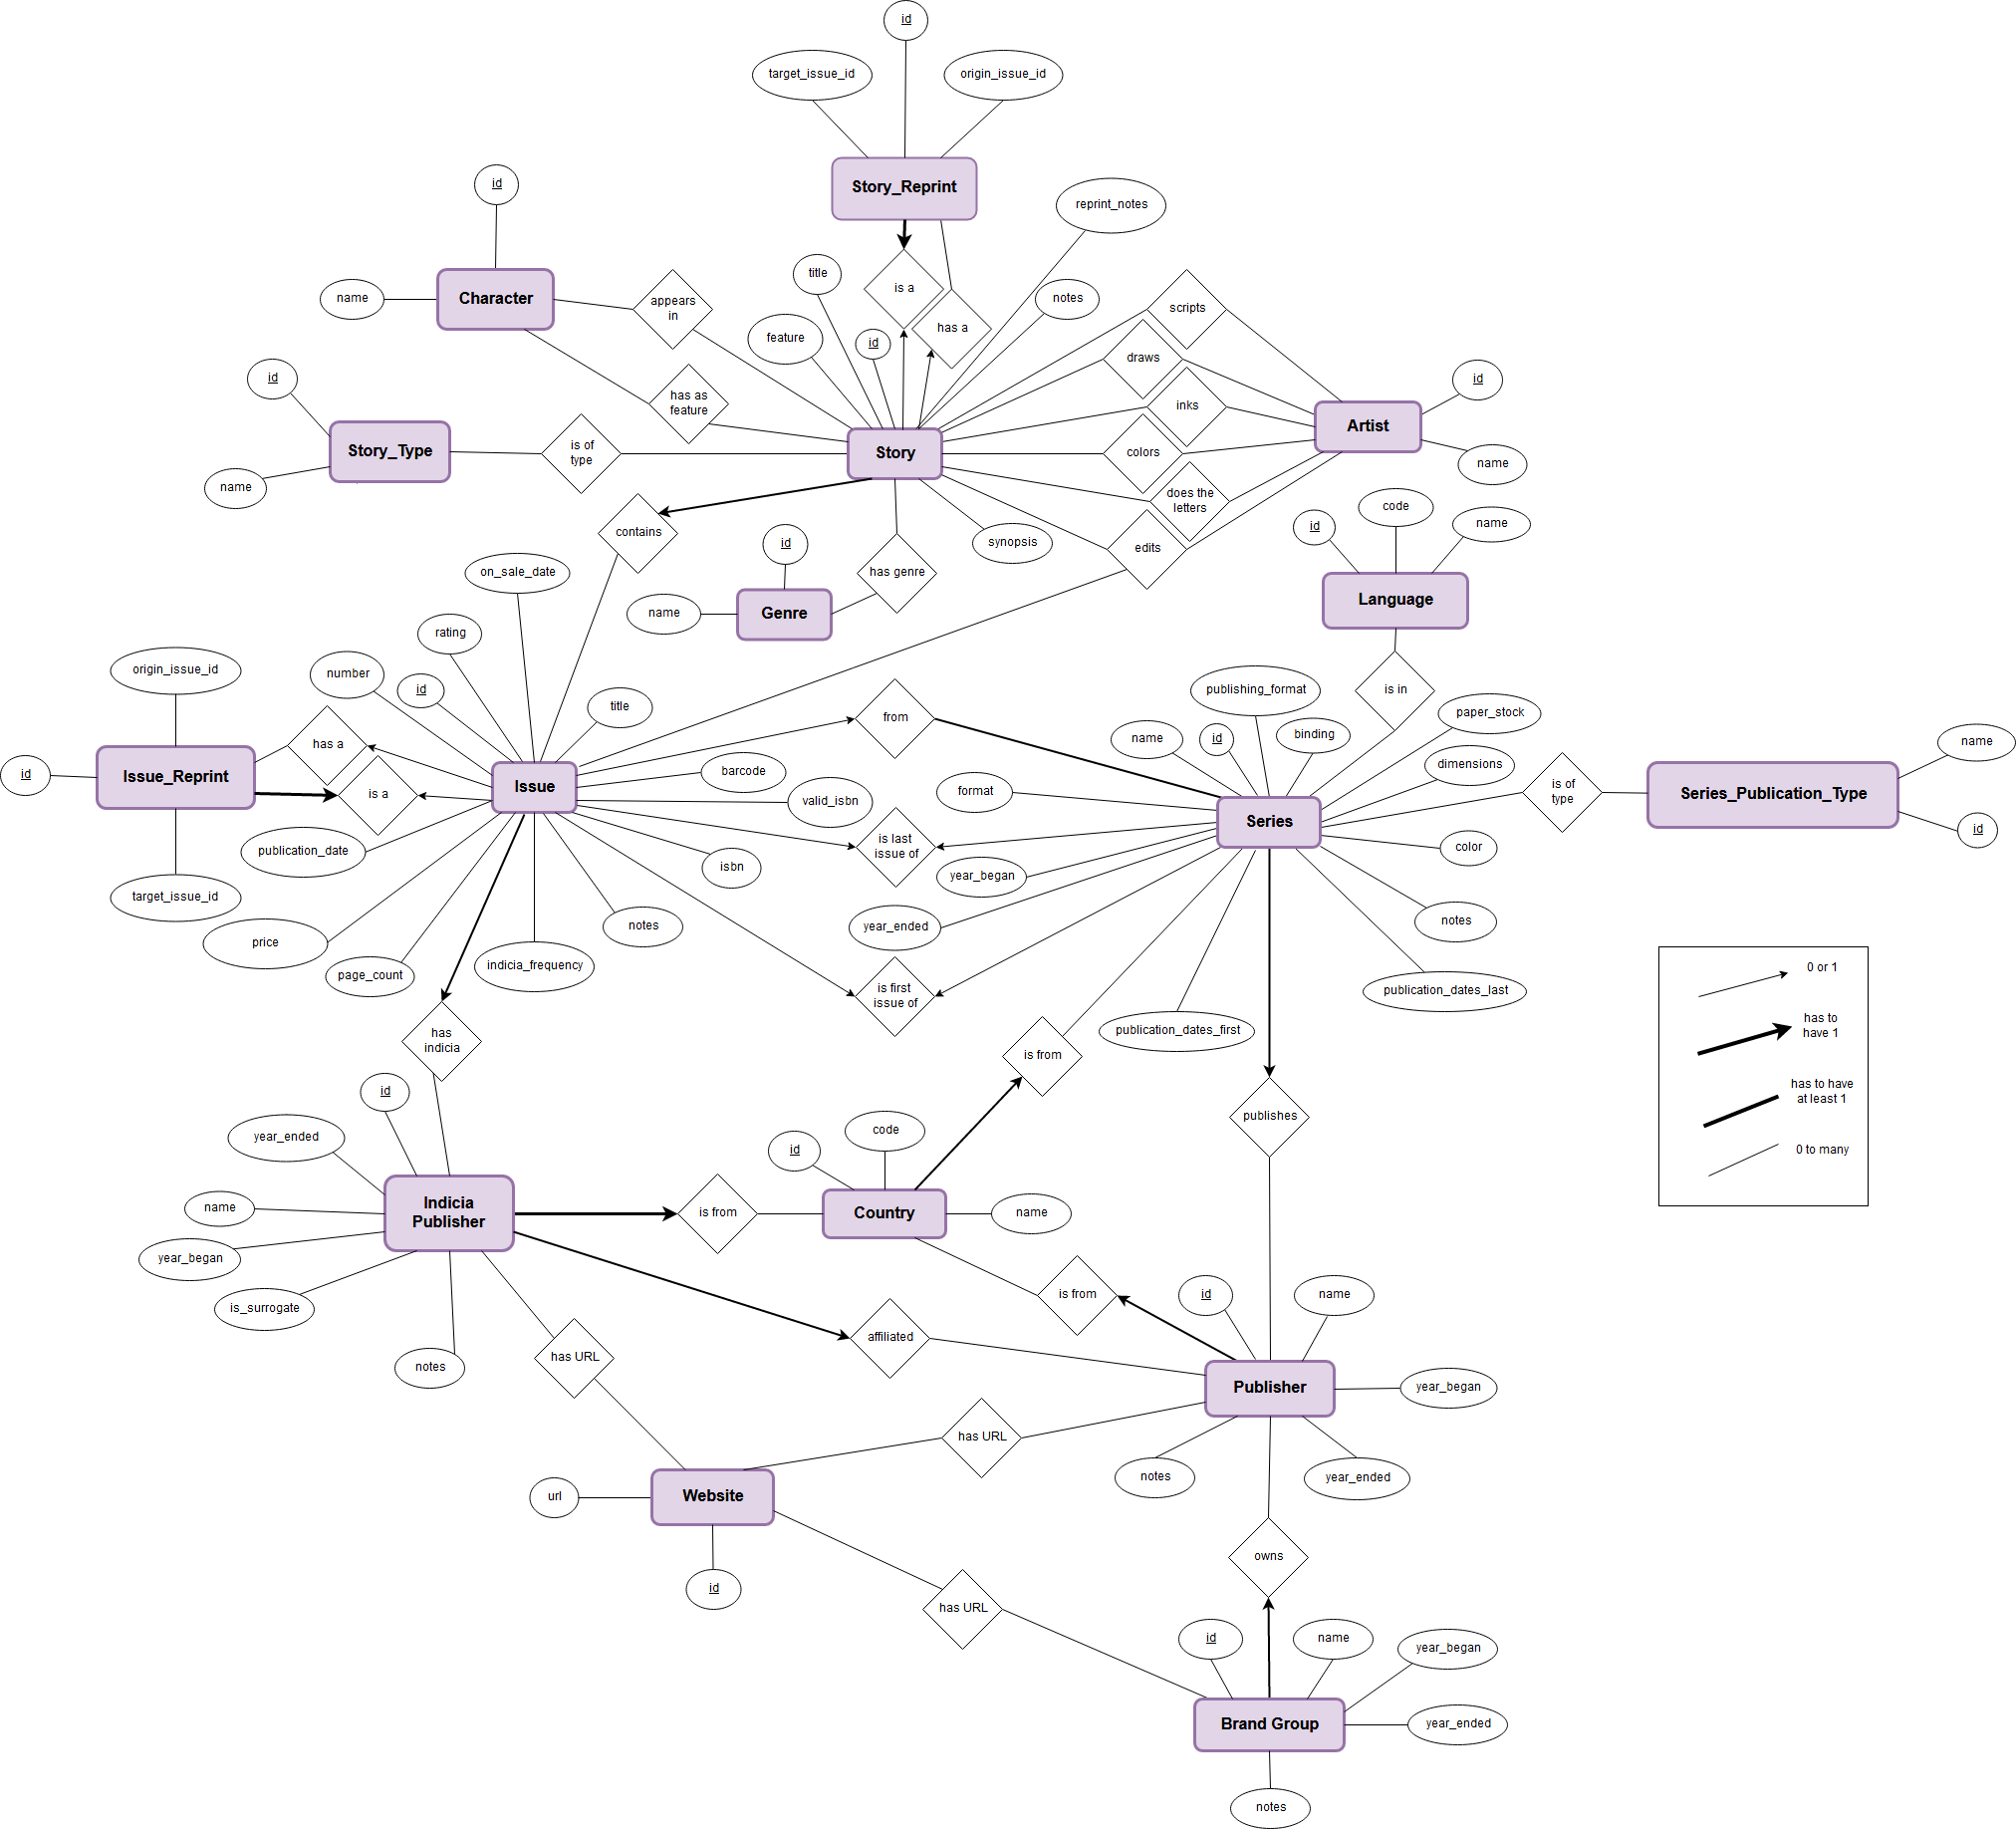 id
target_issue_id
origin_issue_id
Story_Reprint
id
reprint_notes
title
is a
notes
name
Character
appears
in
scripts
has a
feature
id
draws
id
has as
feature
inks
id
Artist
is of
type
Story_Type
Story
colors
name
name
does the
letters
code
contains
id
name
id
synopsis
edits
on_sale_date
has genre
name
Genre
Language
rating
origin_issue_id
number
id
is in
publishing_format
title
from
paper_stock
has a
name
id
binding
name
id
Issue_Reprint
Issue
barcode
dimensions
is a
format
valid_isbn
is of
type
Series_Publication_Type
Series
id
publication_date
is last
issue of
color
isbn
year_began
target_issue_id
notes
year_ended
notes
price
page_count
indicia_frequency
is first
issue of
publication_dates_last
0 or 1
has to
have 1
has
indicia
publication_dates_first
is from
has to have
at least 1
id
publishes
year_ended
code
id
0 to many
name
Indicia
Publisher
is from
Country
name
year_began
is_surrogate
is from
id
name
affiliated
notes
has URL
Publisher
year_began
has URL
notes
year_ended
url
Website
owns
id
has URL
id
name
year_began
Brand Group
year_ended
notes